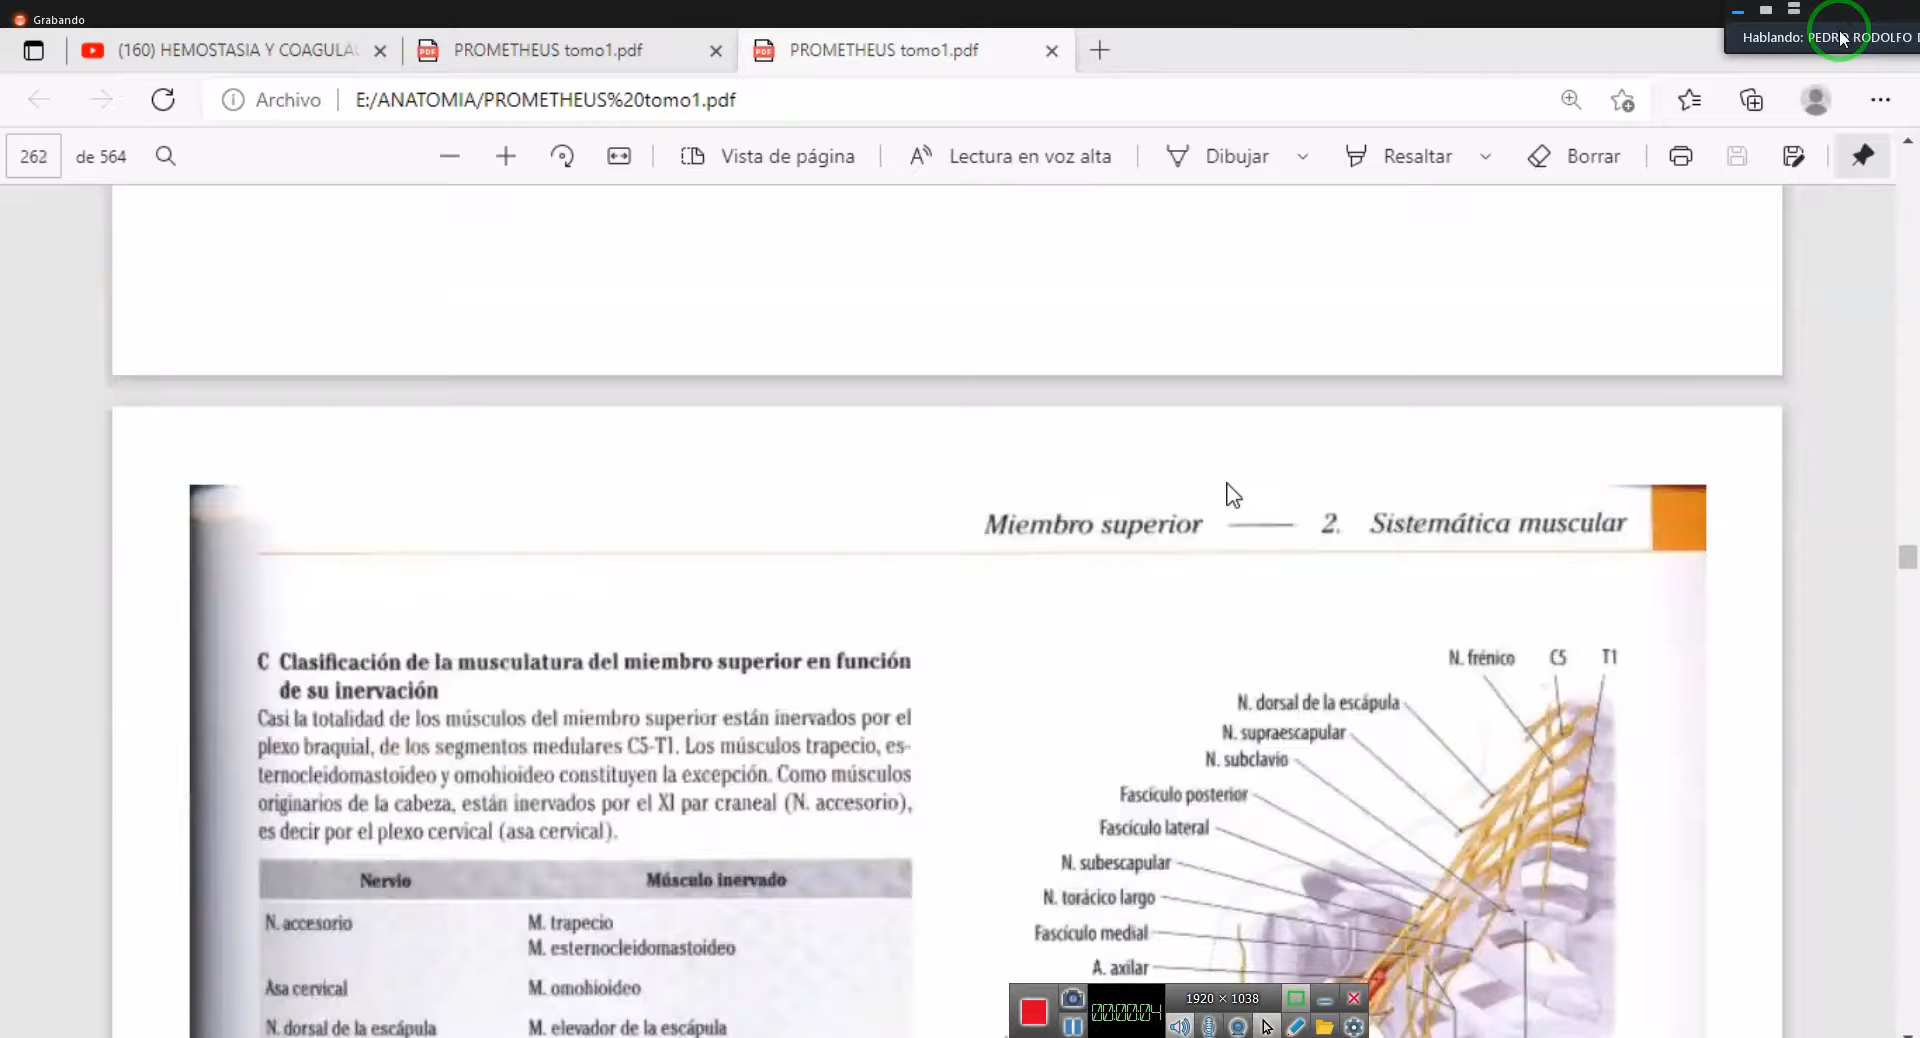 Grabando
Hablando: PEDRO RODOLFO
(160) HEMOSTASIA Y COAGULA
PROMETHEUS tomo1.pdf
PROMETHEUS tomo1.pdf
Archivo
E:/ANATOMIA/PROMETHEUS%20tomo1.pdf
262 de 564
Vista de página
Lectura en voz alta
Dibujar
Resaltar
Borrar
Miembro superior —— 2. Sistemática muscular
C Clasificación de la musculatura del miembro superior en función
de su inervación
Casi la totalidad de los músculos del miembro superior están inervados por el
plexo braquial, de los segmentos medulares C5-T1. Los músculos trapecio, es-
ternocleidomastoideo y omohioideo constituyen la excepción. Como músculos
originarios de la cabeza, están inervados por el XI par craneal (N. accesorio),
es decir por el plexo cervical (asa cervical).
Nervio Músculo inervado
N. accesorio M. trapecio
M. esternocleidomastoideo
Asa cervical M. omohioideo
N. dorsal de la escápula M. elevador de la escápula
N. frénico C5 T1
N. dorsal de la escápula
N. supraescapular
N. subclavio
Fascículo posterior
Fascículo lateral
N. subescapular
N. torácico largo
Fascículo medial
A. axilar
00:00:04
1920 × 1038